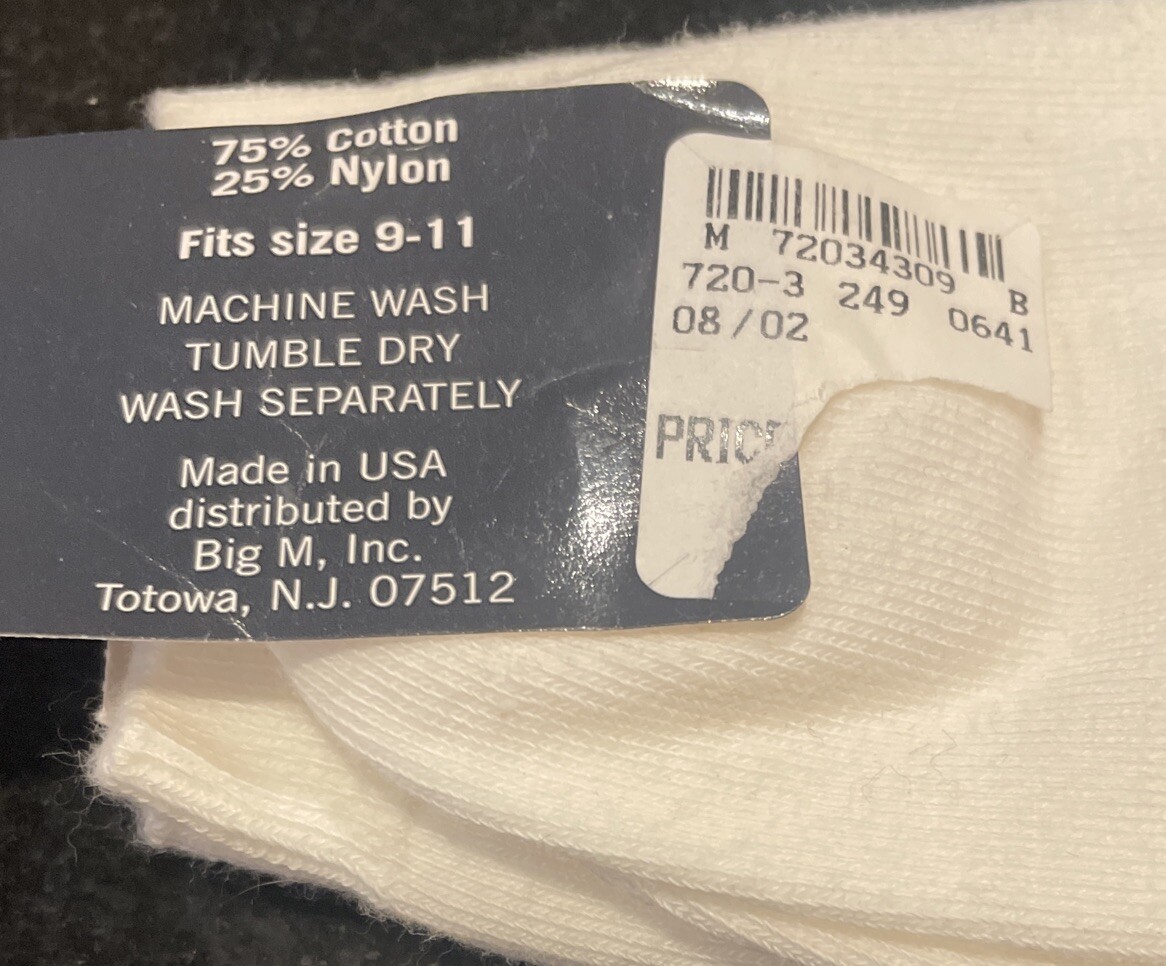 75% Cotton
25% Nylon
Fits size 9-11
MACHINE WASH
TUMBLE DRY
WASH SEPARATELY
Made in USA
distributed by
Big M, Inc.
Totowa, N.J. 07512
M 72034309 B
720-3 249 0641
08/02
PRICE